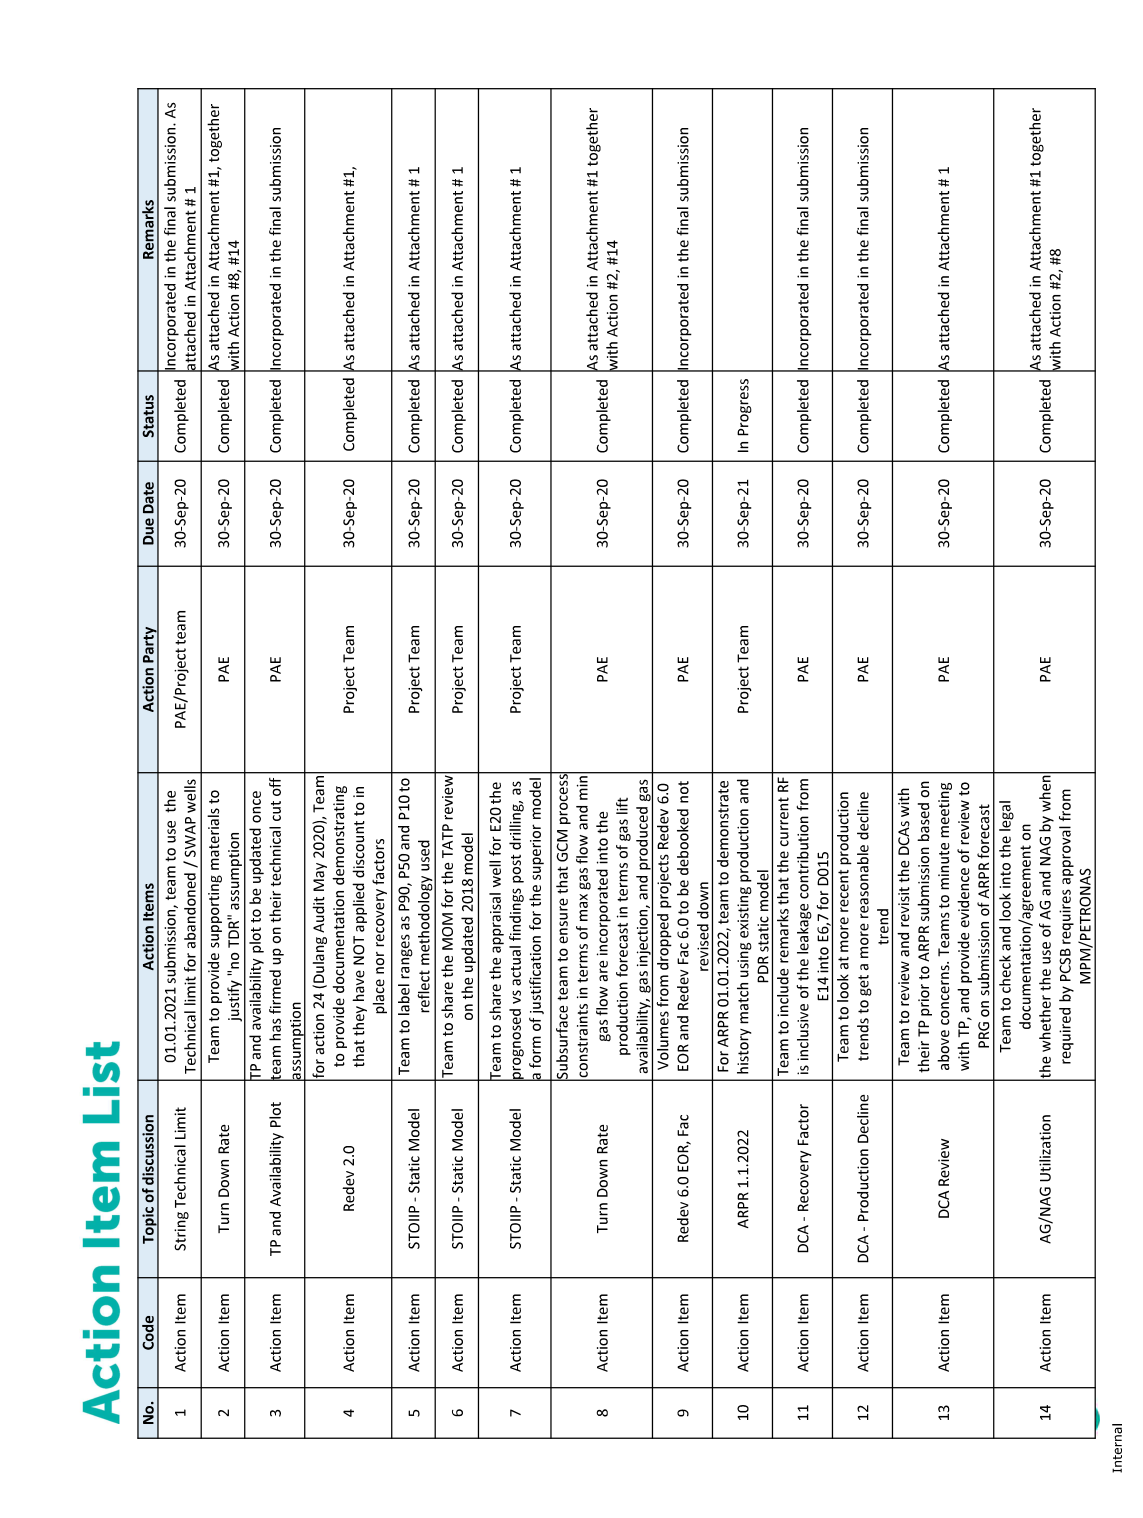 Action Item List
No. Code Topic of discussion Action Items Action Party Due Date Status Remarks
1 Action Item String Technical Limit 01.01.2021 submission, team to use the PAE/Project team 30-Sep-20 Completed Incorporated in the final submission. As
Technical limit for abandoned / SWAP wells attached in Attachment # 1
2 Action Item Turn Down Rate Team to provide supporting materials to PAE 30-Sep-20 Completed As attached in Attachment #1, together
justify "no TDR" assumption with Action #8, #14
3 Action Item TP and Availability Plot TP and availability plot to be updated once PAE 30-Sep-20 Completed Incorporated in the final submission
team has firmed up on their technical cut off
assumption
4 Action Item Redev 2.0 for action 24 (Dulang Audit May 2020), Team Project Team 30-Sep-20 Completed As attached in Attachment #1,
to provide documentation demonstrating
that they have NOT applied discount to in
place nor recovery factors
5 Action Item STOIIP - Static Model Team to label ranges as P90, P50 and P10 to Project Team 30-Sep-20 Completed As attached in Attachment # 1
reflect methodology used
6 Action Item STOIIP - Static Model Team to share the MOM for the TATP review Project Team 30-Sep-20 Completed As attached in Attachment # 1
on the updated 2018 model
7 Action Item STOIIP - Static Model Team to share the appraisal well for E20 the Project Team 30-Sep-20 Completed As attached in Attachment # 1
prognosed vs actual findings post drilling, as
a form of justification for the superior model
8 Action Item Turn Down Rate Subsurface team to ensure that GCM process PAE 30-Sep-20 Completed As attached in Attachment #1 together
constraints in terms of max gas flow and min with Action #2, #14
gas flow are incorporated into the
production forecast in terms of gas lift
availability, gas injection, and produced gas
9 Action Item Redev 6.0 EOR, Fac Volumes from dropped projects Redev 6.0 PAE 30-Sep-20 Completed Incorporated in the final submission
EOR and Redev Fac 6.0 to be debooked not
revised down
10 Action Item ARPR 1.1.2022 For ARPR 01.01.2022, team to demonstrate Project Team 30-Sep-21 In Progress
history match using existing production and
PDR static model
11 Action Item DCA - Recovery Factor Team to include remarks that the current RF PAE 30-Sep-20 Completed Incorporated in the final submission
is inclusive of the leakage contribution from
E14 into E6,7 for D015
12 Action Item DCA - Production Decline Team to look at more recent production PAE 30-Sep-20 Completed Incorporated in the final submission
trends to get a more reasonable decline
trend
13 Action Item DCA Review Team to review and revisit the DCAs with PAE 30-Sep-20 Completed As attached in Attachment # 1
their TP prior to ARPR submission based on
above concerns. Teams to minute meeting
with TP, and provide evidence of review to
PRG on submission of ARPR forecast
14 Action Item AG/NAG Utilization Team to check and look into the legal PAE 30-Sep-20 Completed As attached in Attachment #1 together
documentation/agreement on with Action #2, #8
the whether the use of AG and NAG by when
required by PCSB requires approval from
MPM/PETRONAS
Internal